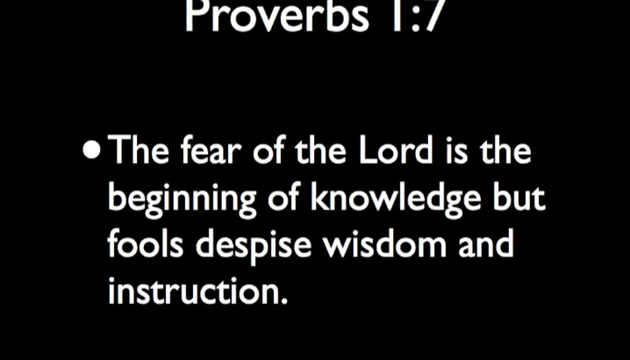 Proverbs 1:7
•The fear of the Lord is the
beginning of knowledge but
fools despise wisdom and
instruction.